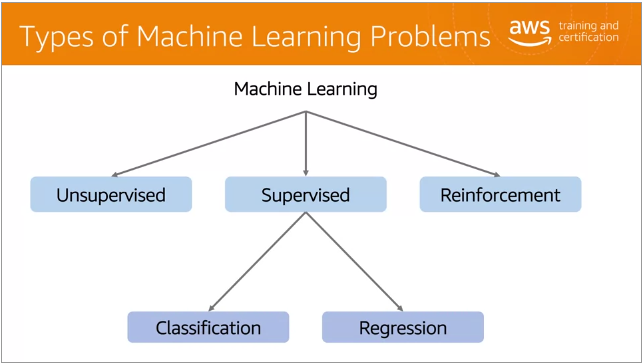 Types of Machine Learning Problems
aws
training and
certification
Machine Learning
Unsupervised
Supervised
Reinforcement
Classification
Regression